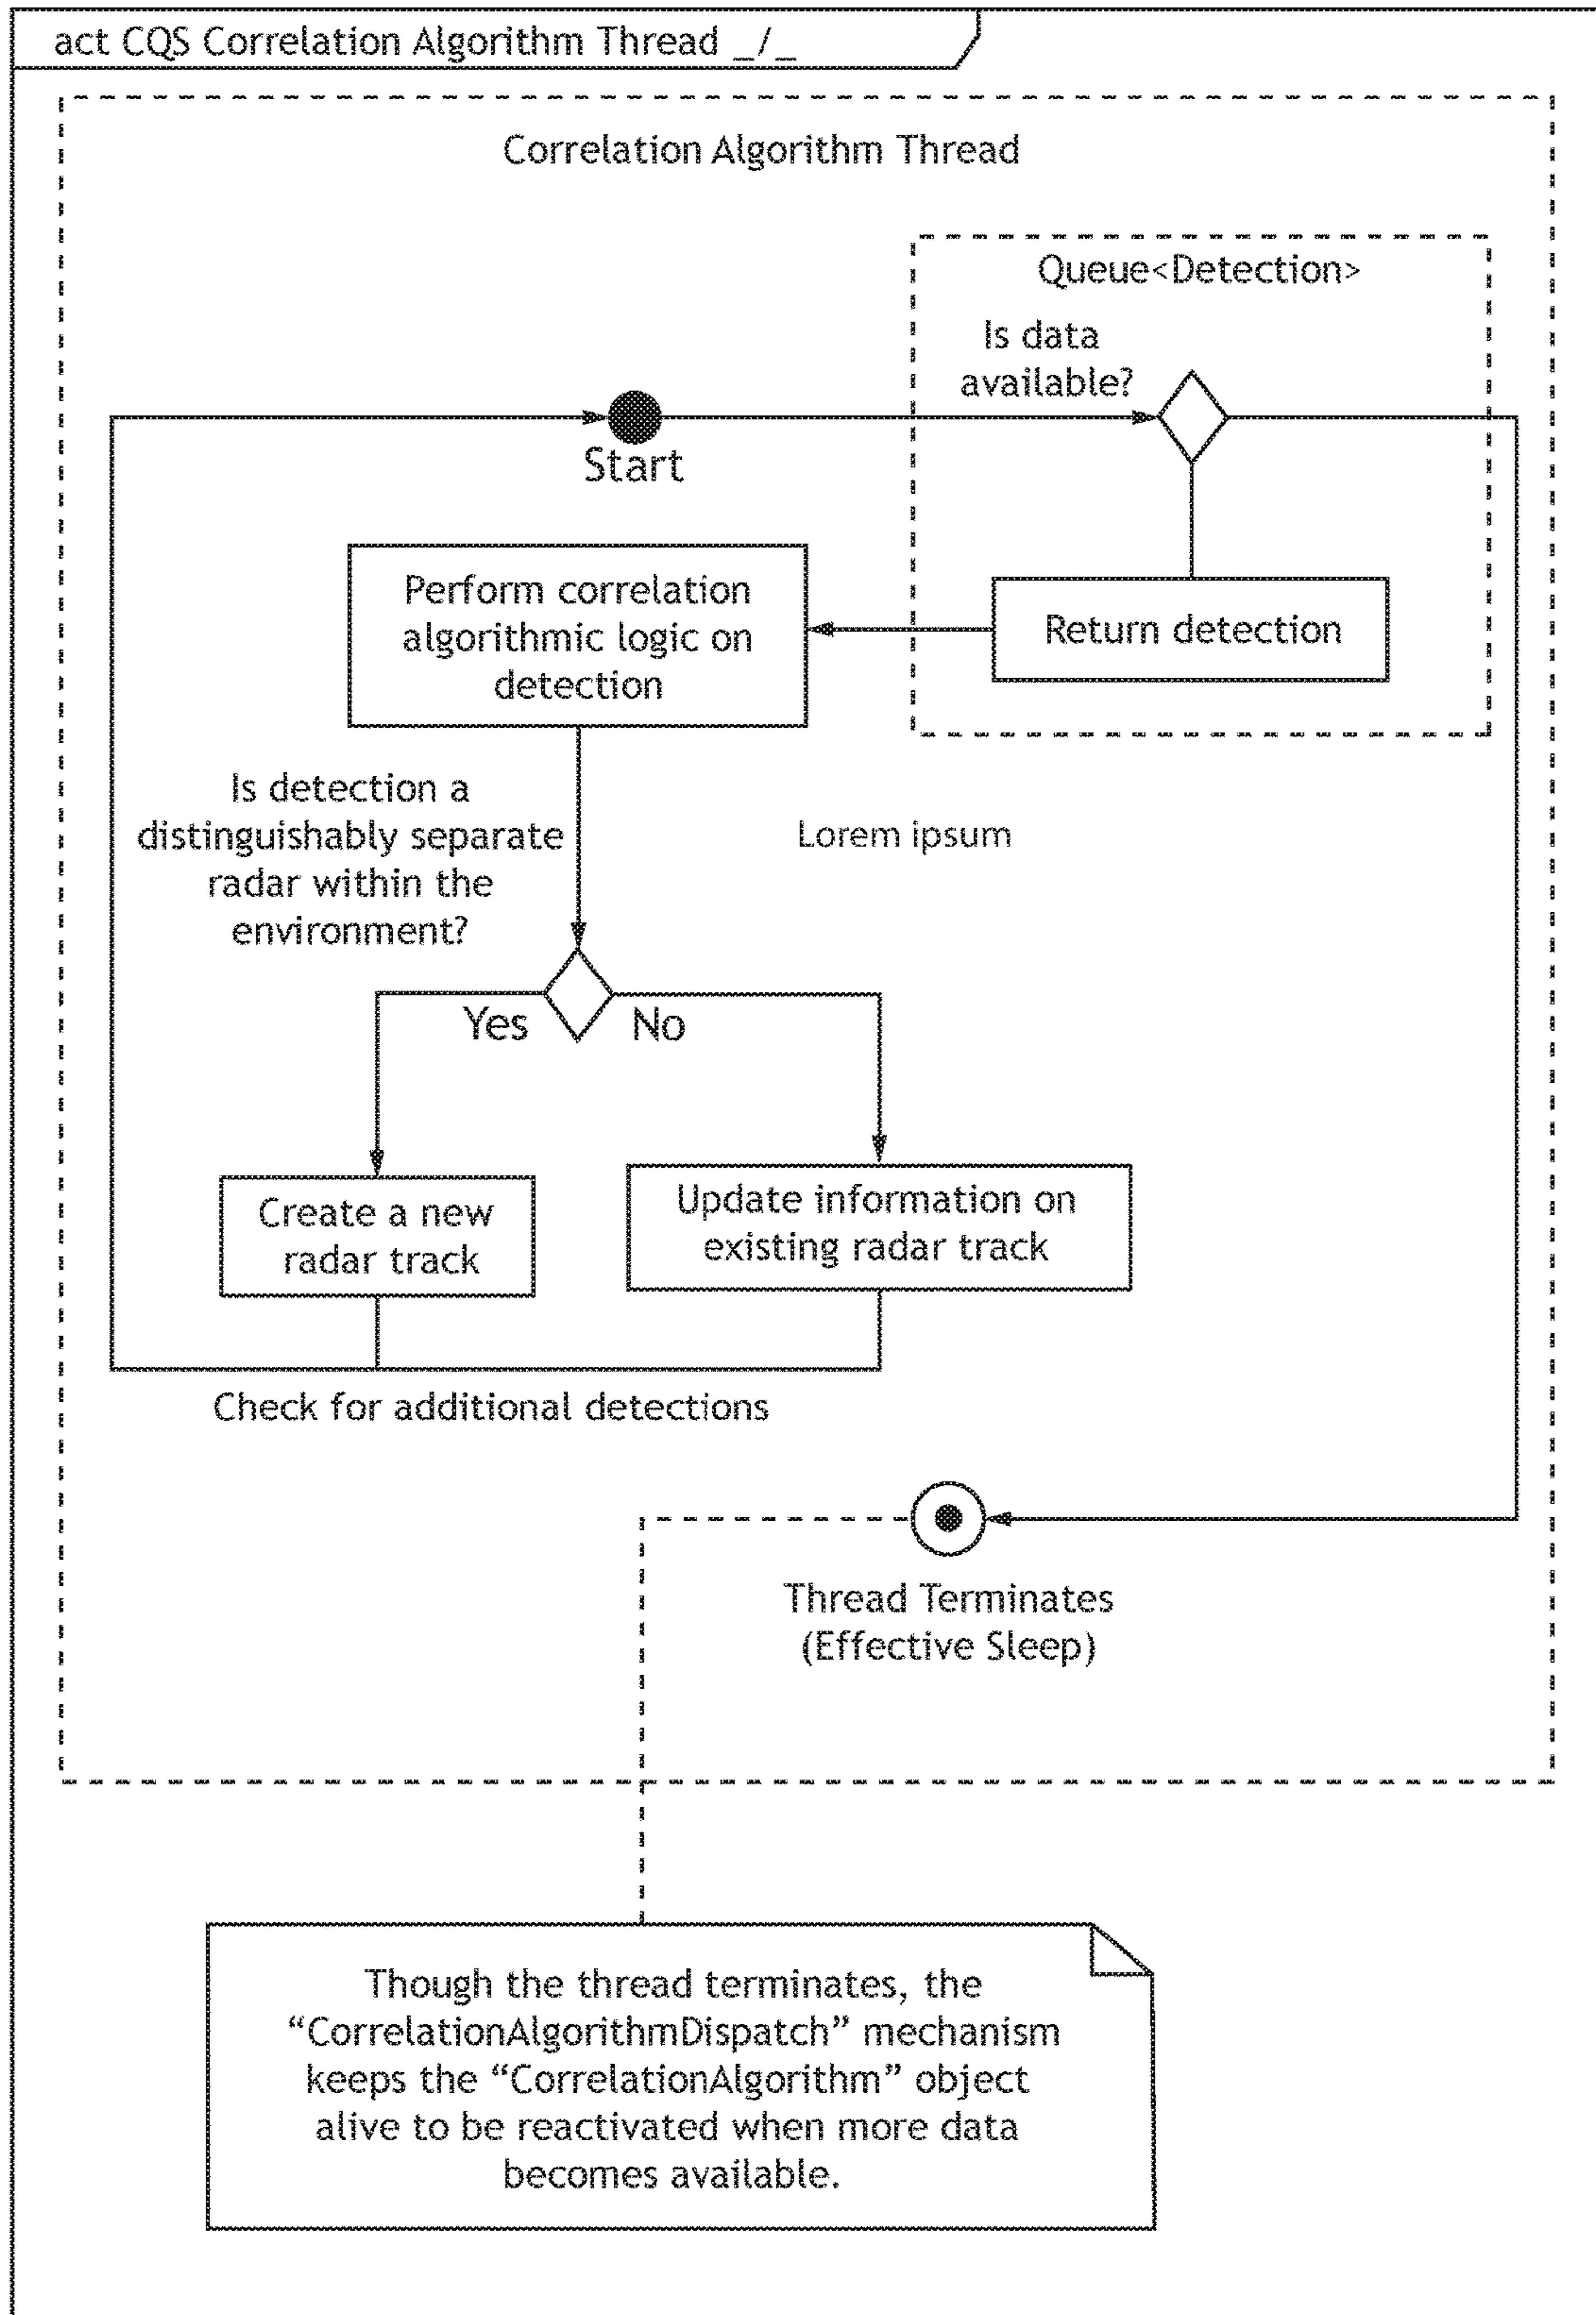 act CQS Correlation Algorithm Thread _/_
Correlation Algorithm Thread
Queue<Detection>
Is data
available?
Start
Perform correlation
algorithmic logic on
detection
Return detection
Is detection a
distinguishably separate
radar within the
environment?
Lorem ipsum
Yes
No
Create a new
radar track
Update information on
existing radar track
Check for additional detections
Thread Terminates
(Effective Sleep)
Though the thread terminates, the
“CorrelationAlgorithmDispatch” mechanism
keeps the “CorrelationAlgorithm” object
alive to be reactivated when more data
becomes available.